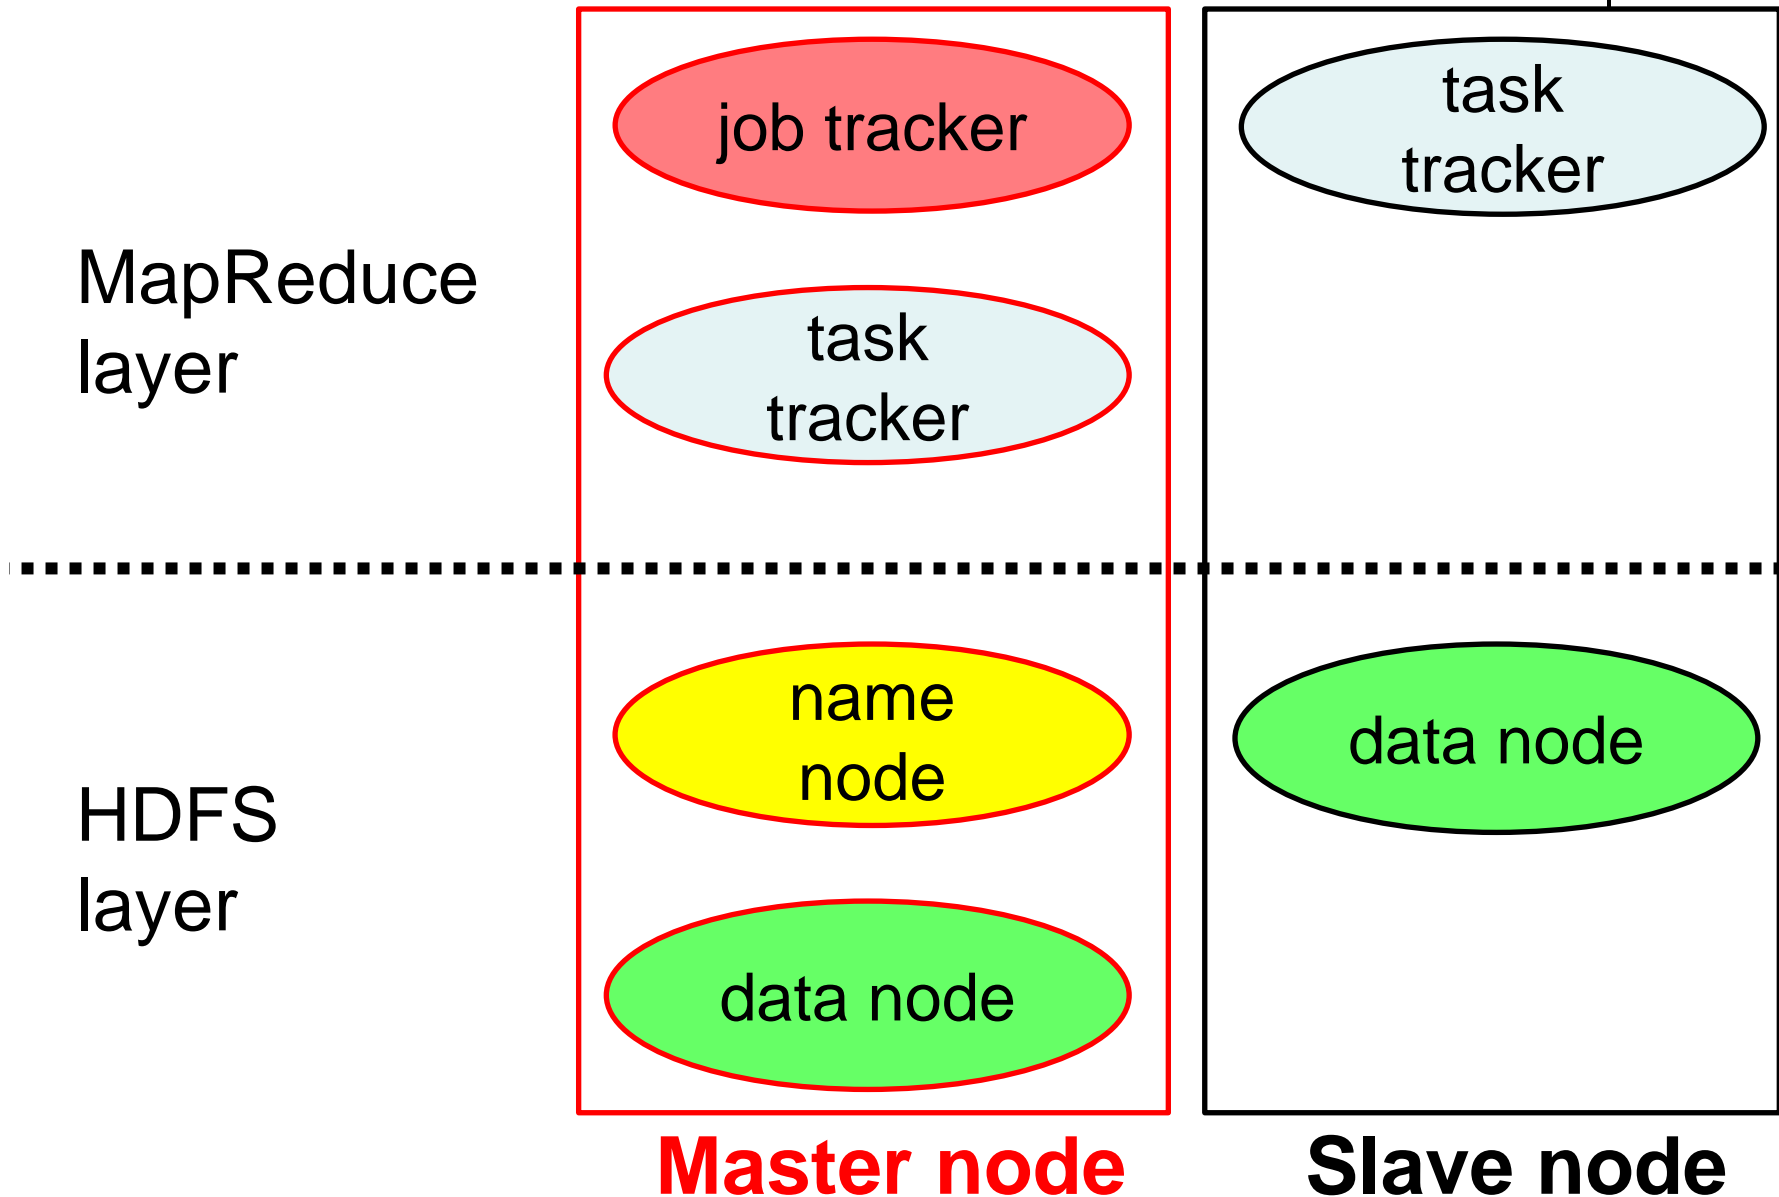 job tracker
task
tracker
MapReduce
layer
task
tracker
name
node
data node
HDFS
layer
data node
Master node
Slave node